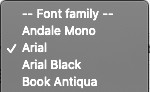 -- Font family --
Andale Mono
✓ Arial
Arial Black
Book Antiqua